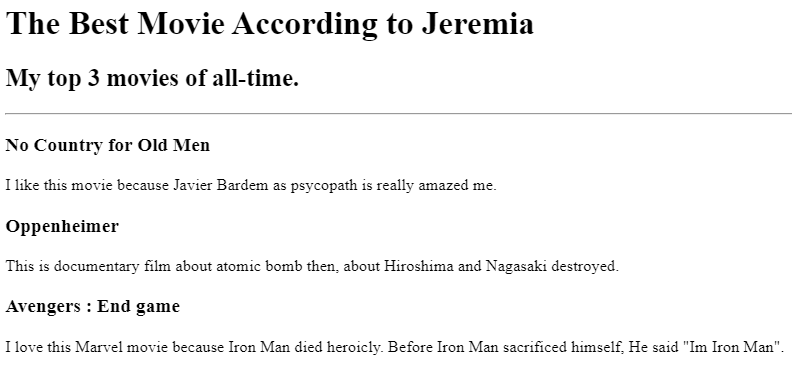 The Best Movie According to Jeremia
My top 3 movies of all-time.
No Country for Old Men
I like this movie because Javier Bardem as psycopath is really amazed me.
Oppenheimer
This is documentary film about atomic bomb then, about Hiroshima and Nagasaki destroyed.
Avengers : End game
I love this Marvel movie because Iron Man died heroicly. Before Iron Man sacrificed himself, He said "Im Iron Man".